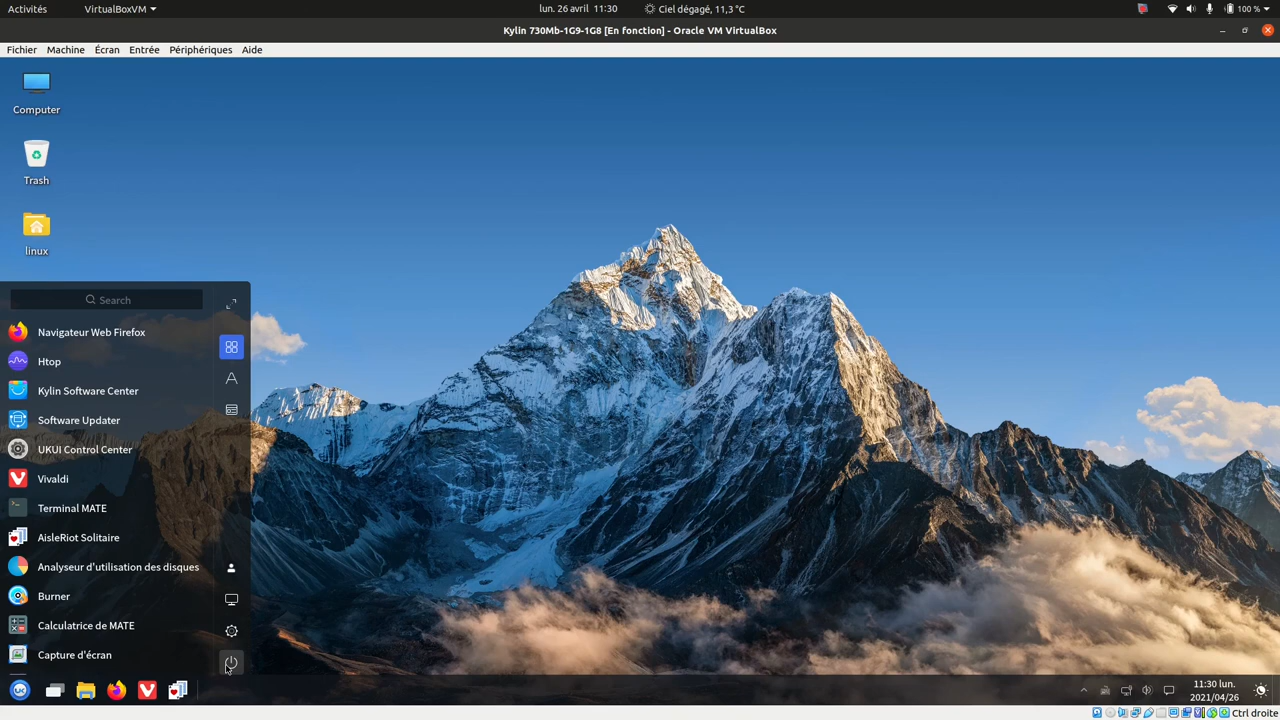 Activités VirtualBoxVM lun. 26 avril 11:30 Ciel dégagé, 11,3 °C 100 %
Kylin 730Mb-1G9-1G8 [En fonction] - Oracle VM VirtualBox
Fichier Machine Écran Entrée Périphériques Aide
Computer
Trash
linux
Search
Navigateur Web Firefox
Htop
Kylin Software Center
Software Updater
UKUI Control Center
Vivaldi
Terminal MATE
AisleRiot Solitaire
Analyseur d'utilisation des disques
Burner
Calculatrice de MATE
Capture d'écran
11:30 lun.
2021/04/26
Ctrl droite